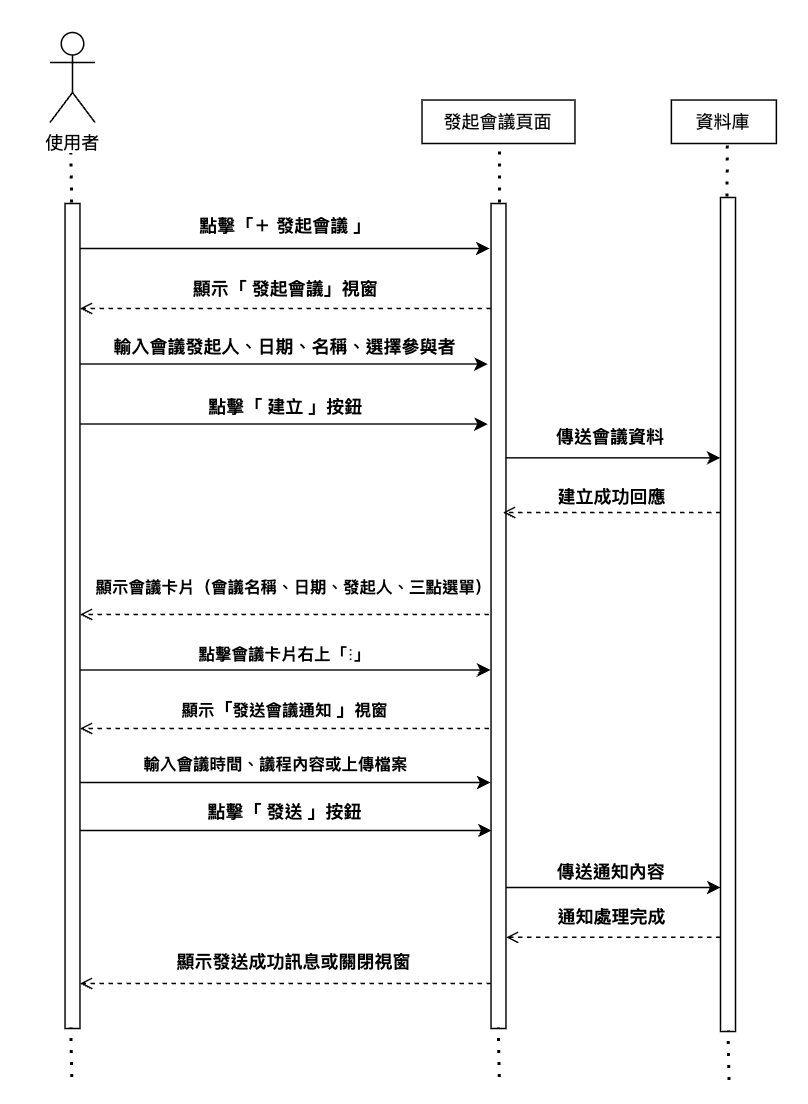 使用者
發起會議頁面
資料庫
點擊「＋ 發起會議 」
顯示「 發起會議」視窗
輸入會議發起人、日期、名稱、選擇參與者
點擊「 建立 」按鈕
傳送會議資料
建立成功回應
顯示會議卡片（會議名稱、日期、發起人、三點選單）
點擊會議卡片右上「⋮」
顯示「發送會議通知 」視窗
輸入會議時間、議程內容或上傳檔案
點擊「 發送 」按鈕
傳送通知內容
通知處理完成
顯示發送成功訊息或關閉視窗